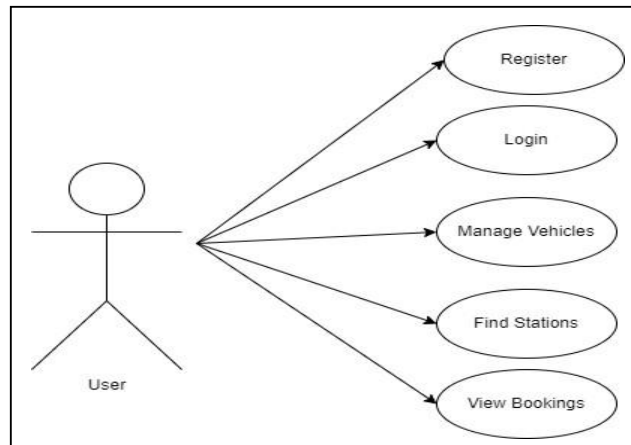 Register
Login
Manage Vehicles
Find Stations
View Bookings
User